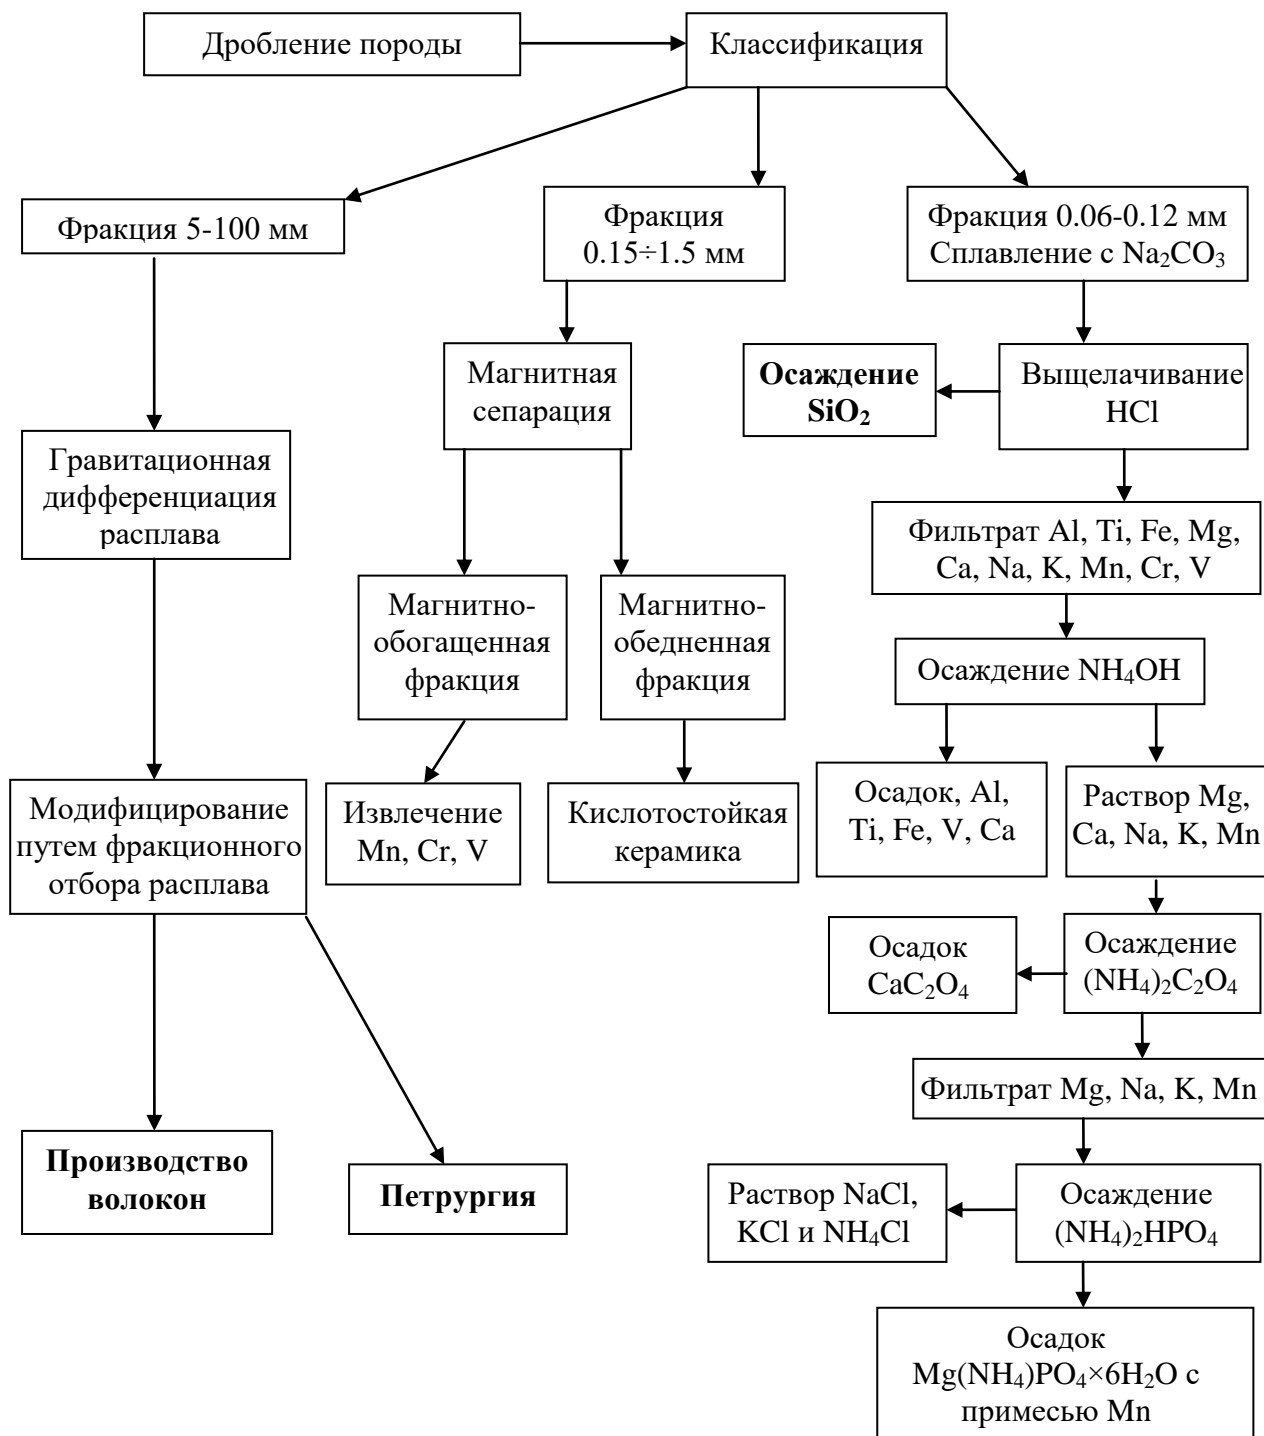 Дробление породы
Классификация
Фракция 5-100 мм
Фракция
0.15÷1.5 мм
Фракция 0.06-0.12 мм
Сплавление с Na₂CO₃
Магнитная
сепарация
Осаждение
SiO₂
Выщелачивание
HCl
Гравитационная
дифференциация
расплава
Фильтрат Al, Ti, Fe, Mg,
Ca, Na, K, Mn, Cr, V
Магнитно-
обогащенная
фракция
Магнитно-
обедненная
фракция
Осаждение NH₄OH
Модифицирование
путем фракционного
отбора расплава
Извлечение
Mn, Cr, V
Кислотостойкая
керамика
Осадок, Al,
Ti, Fe, V, Ca
Раствор Mg,
Ca, Na, K, Mn
Осадок
CaC₂O₄
Осаждение
(NH₄)₂C₂O₄
Фильтрат Mg, Na, K, Mn
Производство
волокон
Петрургия
Раствор NaCl,
KCl и NH₄Cl
Осаждение
(NH₄)₂HPO₄
Осадок
Mg(NH₄)PO₄×6H₂O с
примесью Mn